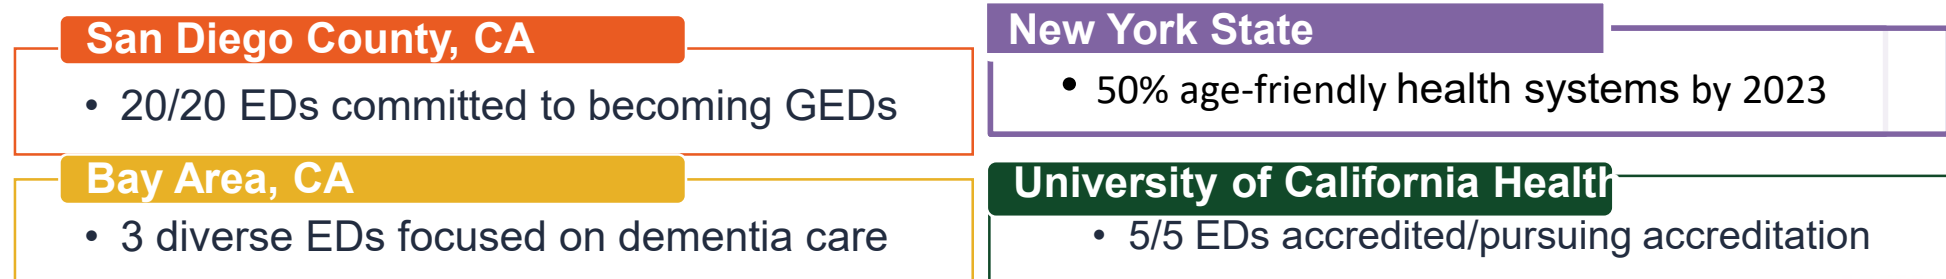 San Diego County, CA
• 20/20 EDs committed to becoming GEDs
Bay Area, CA
• 3 diverse EDs focused on dementia care
New York State
• 50% age-friendly health systems by 2023
University of California Health
• 5/5 EDs accredited/pursuing accreditation